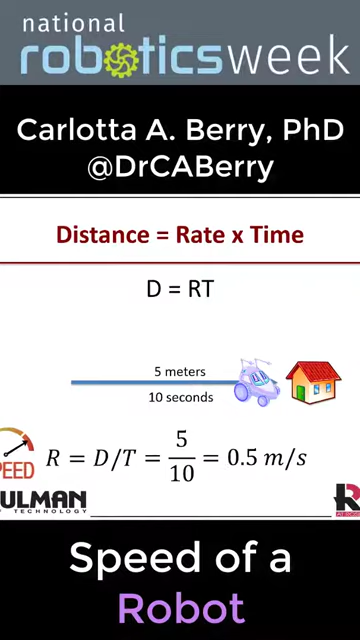 national
roboticsweek
Carlotta A. Berry, PhD
@DrCABerry
Distance = Rate x Time
D = RT
5 meters
10 seconds
R = D/T = 5/10 = 0.5 m/s
PEED
ULMAN
TECHNOLOGY
R
Speed of a
Robot